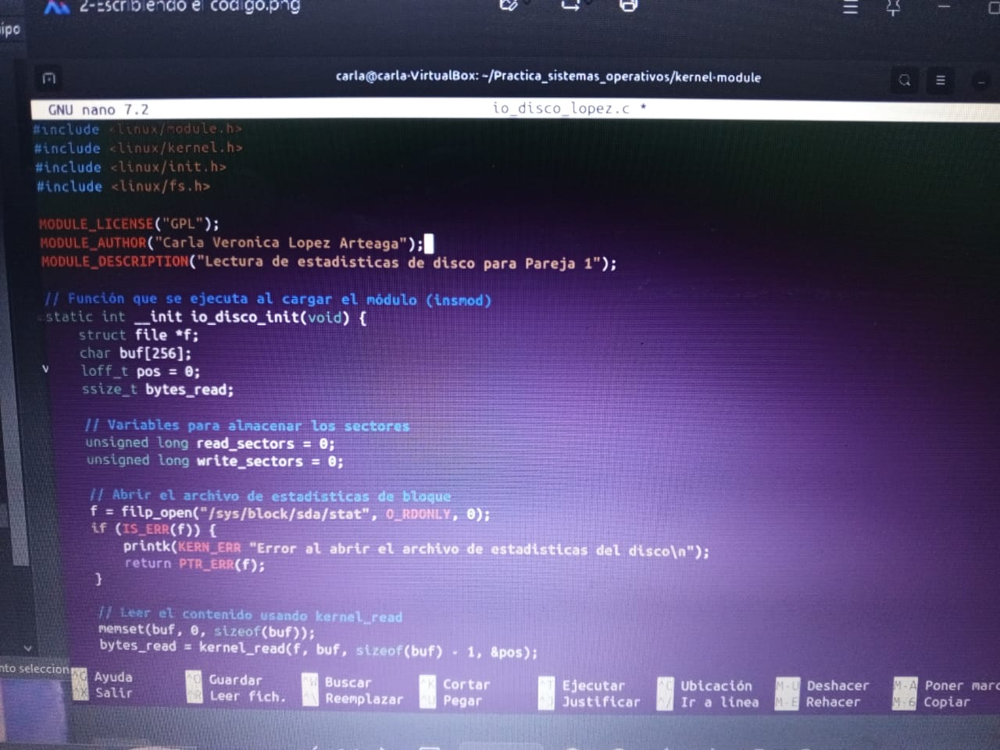 2-Escribiendo el codigo.png
ipo
carla@carla-VirtualBox: ~/Practica_sistemas_operativos/kernel-module
GNU nano 7.2 io_disco_lopez.c *
#include <linux/module.h>
#include <linux/kernel.h>
#include <linux/init.h>
#include <linux/fs.h>
MODULE_LICENSE("GPL");
MODULE_AUTHOR("Carla Veronica Lopez Arteaga");
MODULE_DESCRIPTION("Lectura de estadisticas de disco para Pareja 1");
// Función que se ejecuta al cargar el módulo (insmod)
static int __init io_disco_init(void) {
struct file *f;
char buf[256];
loff_t pos = 0;
ssize_t bytes_read;
// Variables para almacenar los sectores
unsigned long read_sectors = 0;
unsigned long write_sectors = 0;
// Abrir el archivo de estadisticas de bloque
f = filp_open("/sys/block/sda/stat", O_RDONLY, 0);
if (IS_ERR(f)) {
printk(KERN_ERR "Error al abrir el archivo de estadisticas del disco\n");
return PTR_ERR(f);
}
// Leer el contenido usando kernel_read
memset(buf, 0, sizeof(buf));
bytes_read = kernel_read(f, buf, sizeof(buf) - 1, &pos);
nto seleccion
^G Ayuda ^O Guardar ^W Buscar ^K Cortar ^T Ejecutar ^C Ubicación M-U Deshacer M-A Poner marc
^X Salir ^R Leer fich. ^\ Reemplazar ^U Pegar ^J Justificar ^/ Ir a línea M-E Rehacer M-6 Copiar